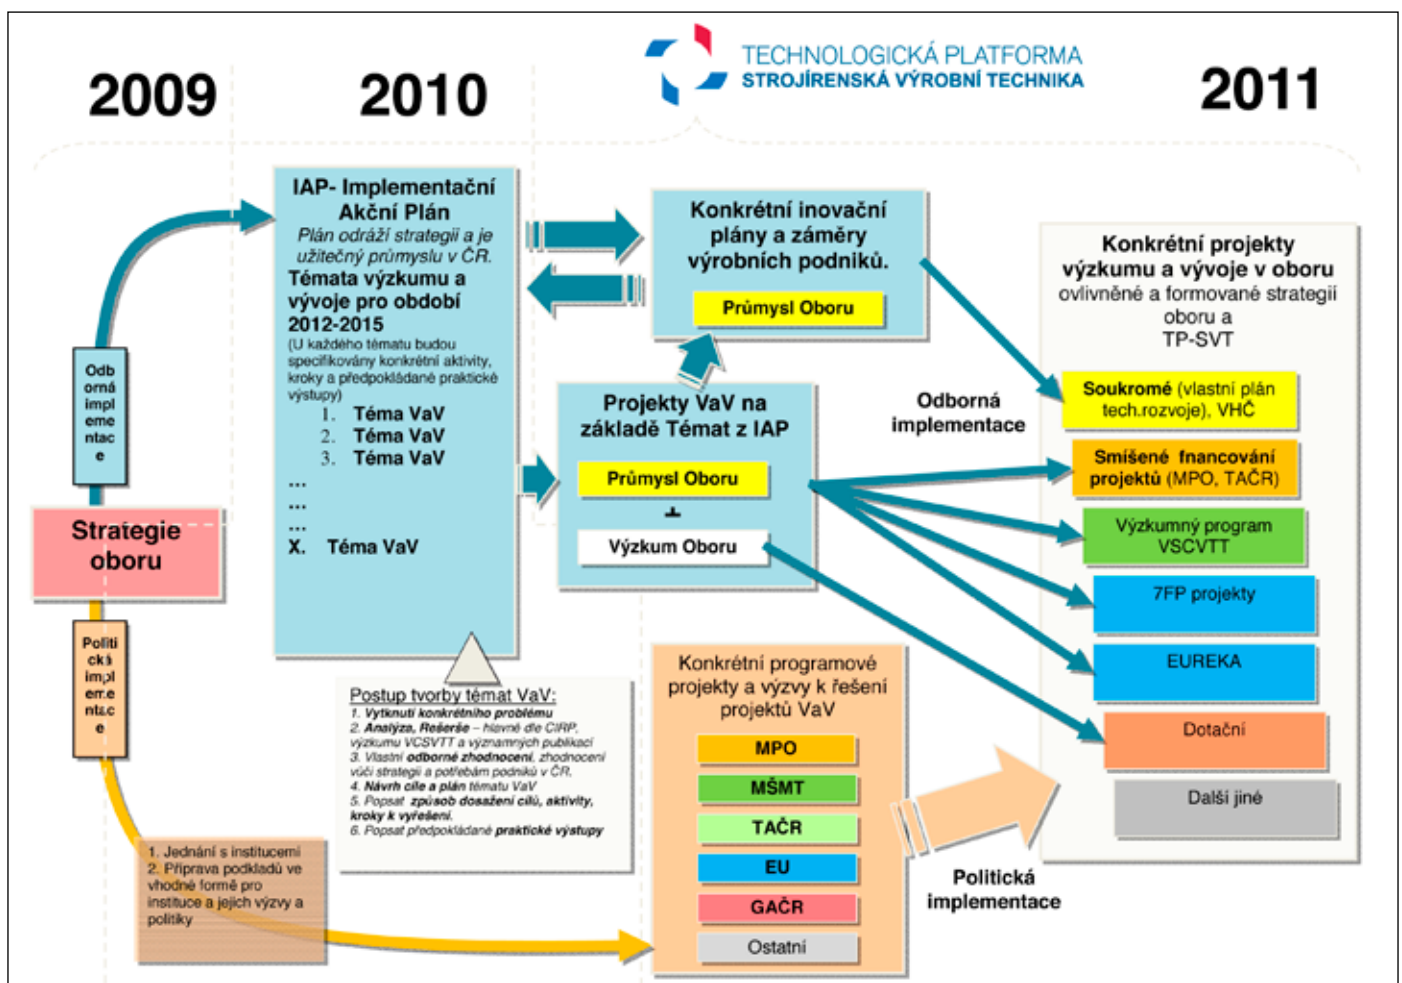 TECHNOLOGICKÁ PLATFORMA
STROJÍRENSKÁ VÝROBNÍ TECHNIKA
2009
2010
2011
IAP- Implementační
Akční Plán
Plán odráží strategii a je
užitečný průmyslu v ČR.
Témata výzkumu a
vývoje pro období
2012-2015
(U každého tématu budou
specifikovány konkrétní aktivity,
kroky a předpokládané praktické
výstupy)
1. Téma VaV
2. Téma VaV
3. Téma VaV
...
...
...
X. Téma VaV
Konkrétní inovační
plány a záměry
výrobních podniků.
Průmysl Oboru
Projekty VaV na
základě Témat z IAP
Průmysl Oboru
+
Výzkum Oboru
Odborná
implementace
Konkrétní projekty
výzkumu a vývoje v oboru
ovlivněné a formované strategií
oboru a
TP-SVT
Soukromé (vlastní plán
tech.rozvoje), VHČ
Smíšené fnancování
projektů (MPO, TAČR)
Výzkumný program
VSCVTT
7FP projekty
EUREKA
Dotační
Další jiné
Odb
orná
impl
eme
ntac
e
Strategie
oboru
Politi
cká
impl
eme
ntac
e
Postup tvorby témat VaV:
1. Vytknutí konkrétního problému
2. Analýza, Rešerše – hlavně dle CIRP,
výzkumu VCSVTT a významných publikací
3. Vlastní odborné zhodnocení, zhodnocení
vůči strategii a potřebám podniků v ČR.
4. Návrh cíle a plán tématu VaV
5. Popsat způsob dosažení cílů, aktivity,
kroky k vyřešení.
6. Popsat předpokládané praktické výstupy
1. Jednání s institucemi
2. Příprava podkladů ve
vhodné formě pro
instituce a jejich výzvy a
politiky
Konkrétní programové
projekty a výzvy k řešení
projektů VaV
MPO
MŠMT
TAČR
EU
GAČR
Ostatní
Politická
implementace